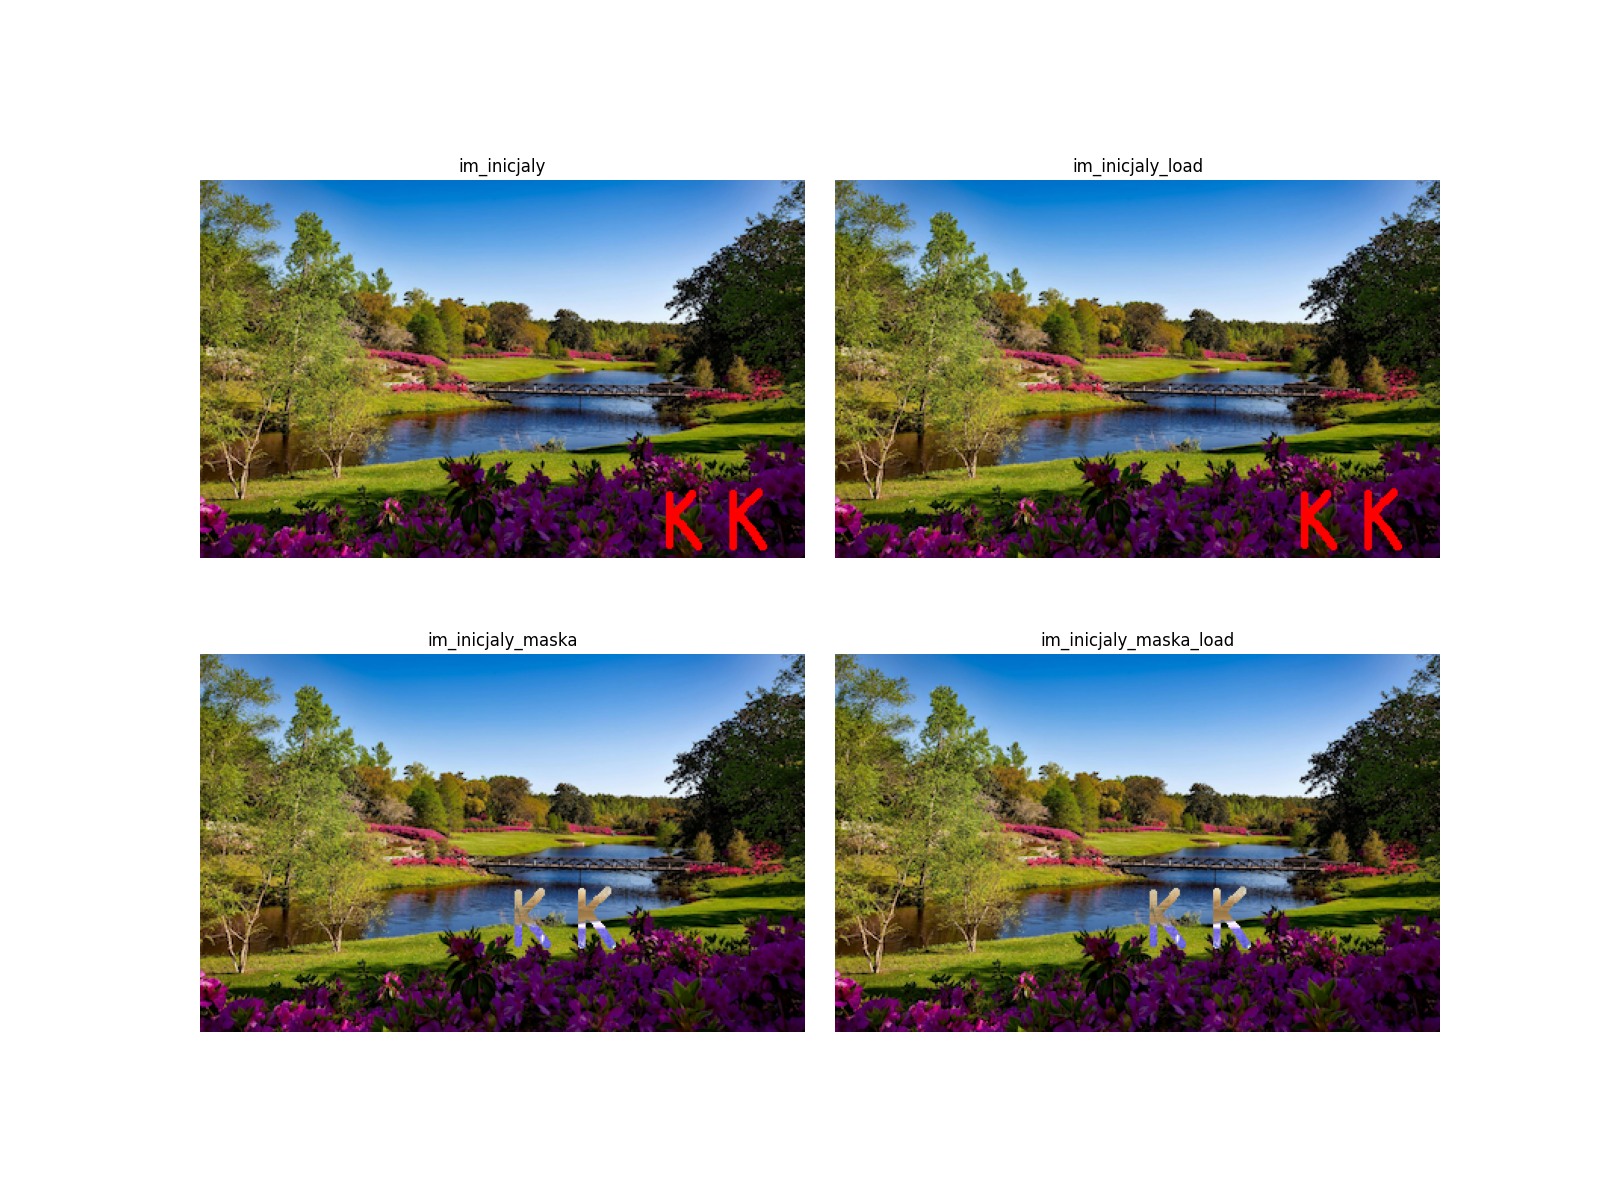 im_inicjaly
im_inicjaly_load
K K
K K
im_inicjaly_maska
im_inicjaly_maska_load
K K
K K